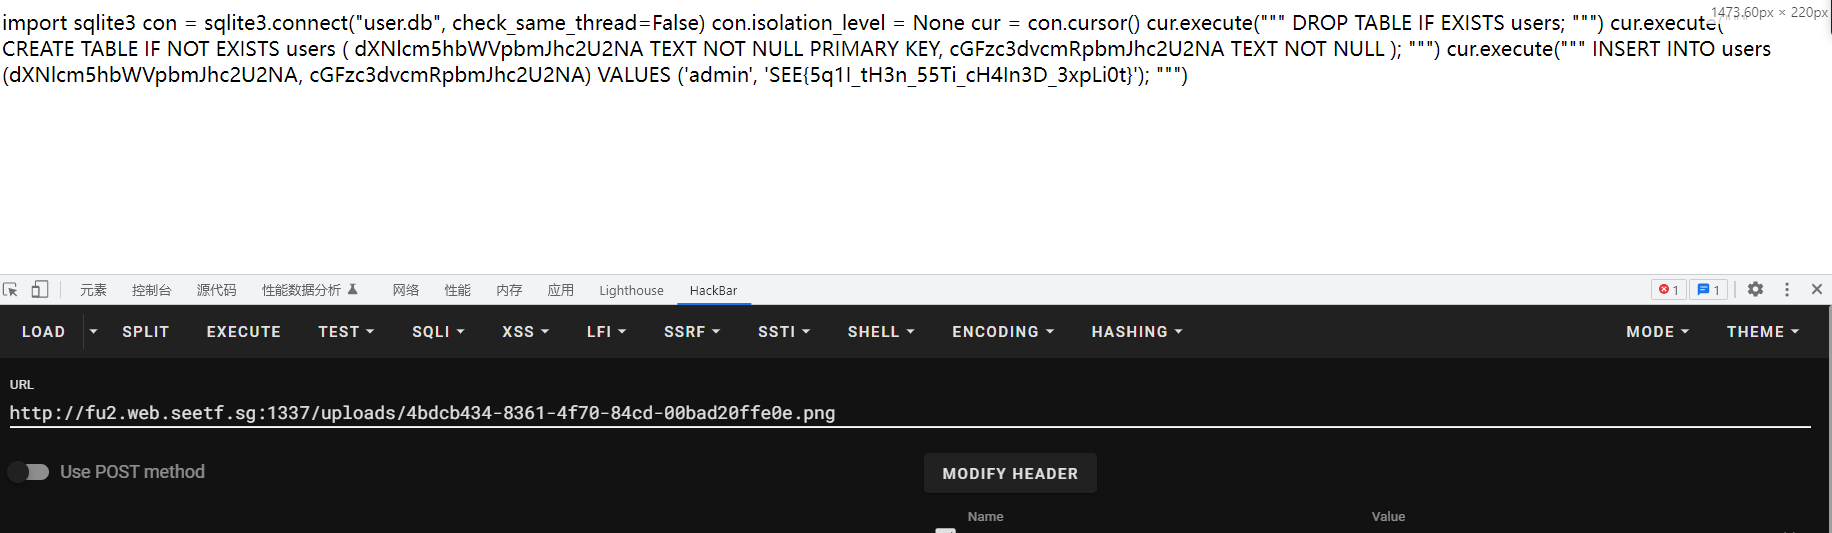 import sqlite3 con = sqlite3.connect("user.db", check_same_thread=False) con.isolation_level = None cur = con.cursor() cur.execute(""" DROP TABLE IF EXISTS users; """) cur.execute(
1473.60px × 220px
CREATE TABLE IF NOT EXISTS users ( dXNlcm5hbWVpbmJhc2U2NA TEXT NOT NULL PRIMARY KEY, cGFzc3dvcmRpbmJhc2U2NA TEXT NOT NULL ); """) cur.execute(""" INSERT INTO users
(dXNlcm5hbWVpbmJhc2U2NA, cGFzc3dvcmRpbmJhc2U2NA) VALUES ('admin', 'SEE{5q1l_tH3n_55Ti_cH4In3D_3xpLi0t}'); """)
元素 控制台 源代码 性能数据分析 网络 性能 内存 应用 Lighthouse HackBar 1 1
LOAD SPLIT EXECUTE TEST SQLI XSS LFI SSRF SSTI SHELL ENCODING HASHING MODE THEME
URL
http://fu2.web.seetf.sg:1337/uploads/4bdcb434-8361-4f70-84cd-00bad20ffe0e.png
Use POST method MODIFY HEADER
Name Value